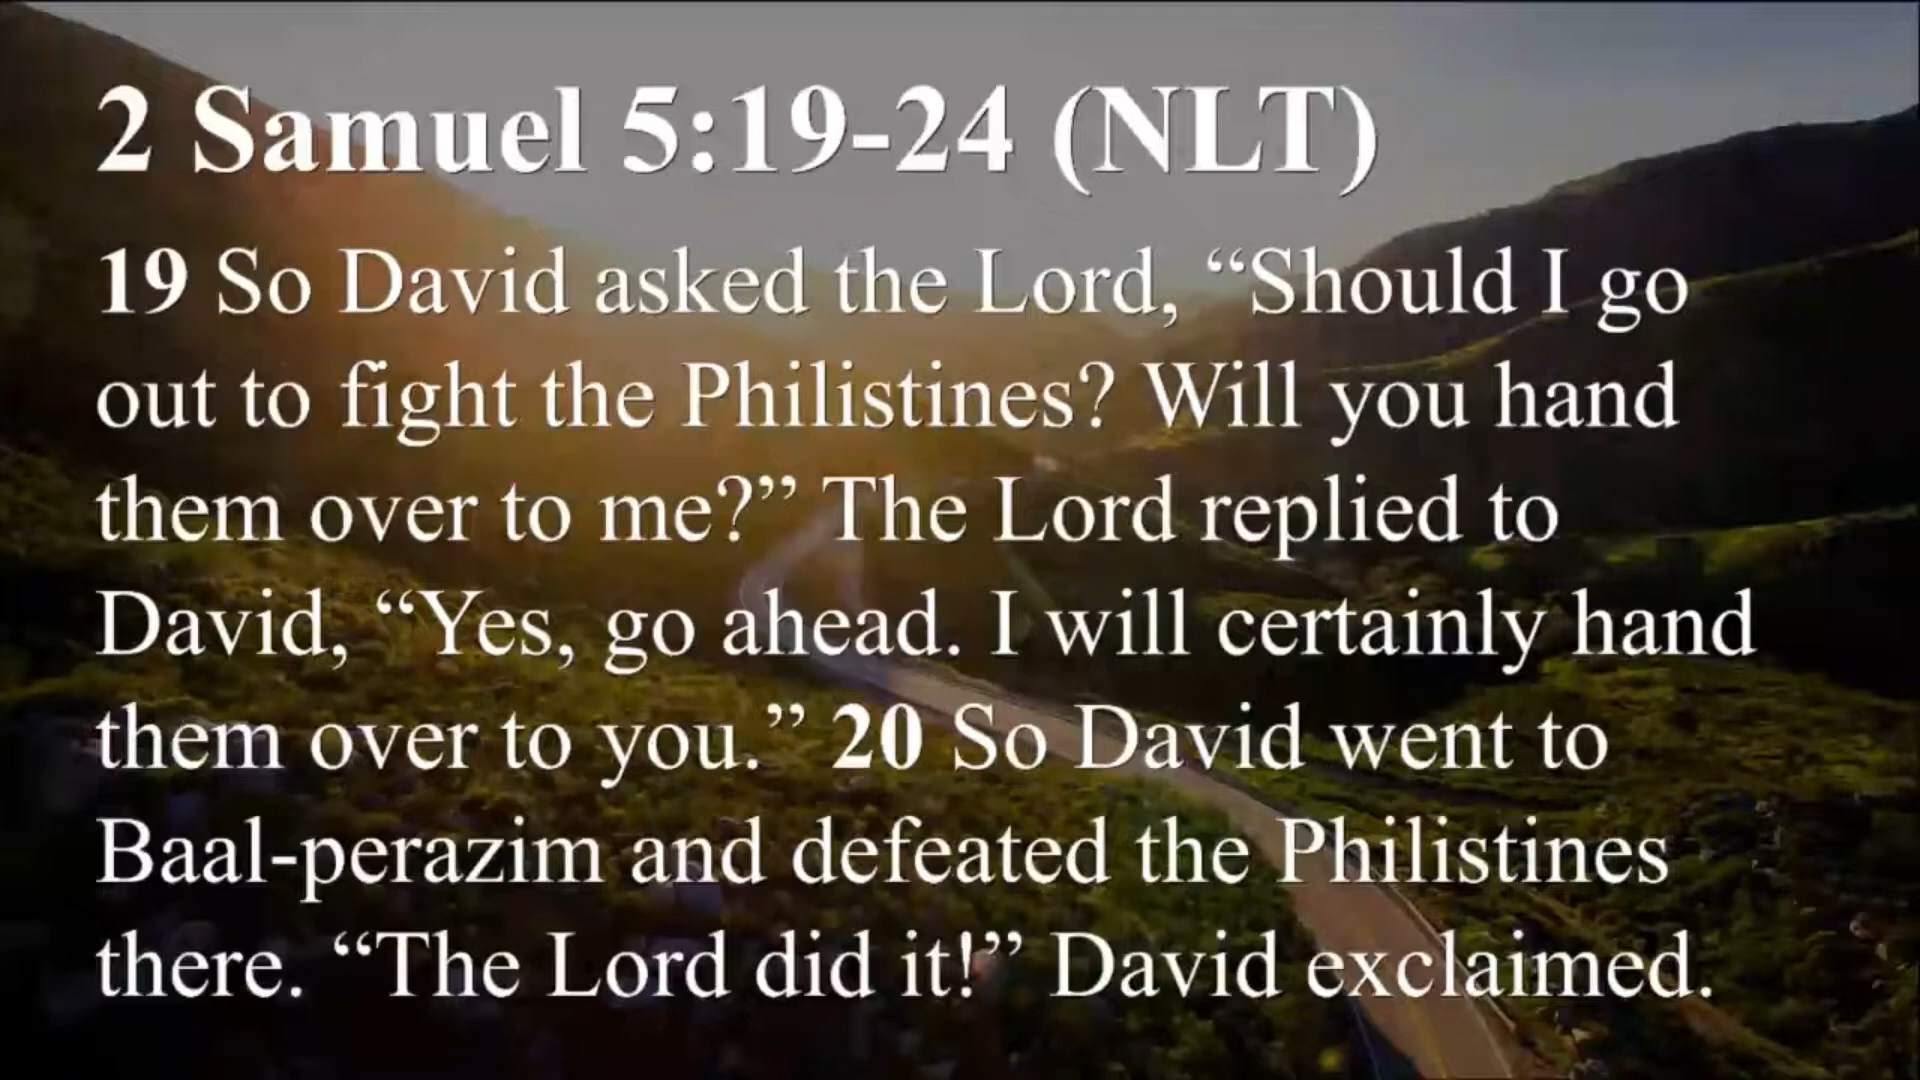 2 Samuel 5:19-24 (NLT)
19 So David asked the Lord, “Should I go
out to fight the Philistines? Will you hand
them over to me?” The Lord replied to
David, “Yes, go ahead. I will certainly hand
them over to you.” 20 So David went to
Baal-perazim and defeated the Philistines
there. “The Lord did it!” David exclaimed.